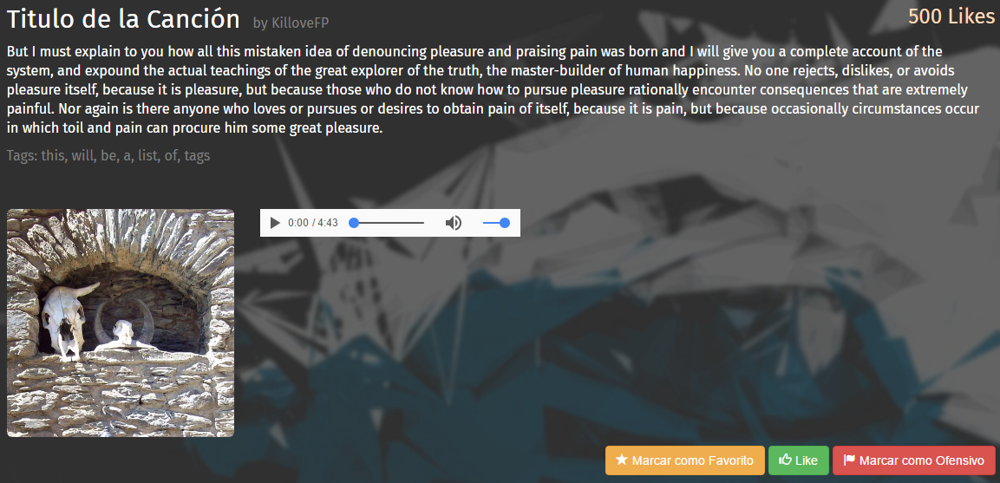 Titulo de la Canción by KilloveFP
500 Likes
But I must explain to you how all this mistaken idea of denouncing pleasure and praising pain was born and I will give you a complete account of the
system, and expound the actual teachings of the great explorer of the truth, the master-builder of human happiness. No one rejects, dislikes, or avoids
pleasure itself, because it is pleasure, but because those who do not know how to pursue pleasure rationally encounter consequences that are extremely
painful. Nor again is there anyone who loves or pursues or desires to obtain pain of itself, because it is pain, but because occasionally circumstances occur
in which toil and pain can procure him some great pleasure.
Tags: this, will, be, a, list, of, tags
0:00 / 4:43
Marcar como Favorito
Like
Marcar como Ofensivo